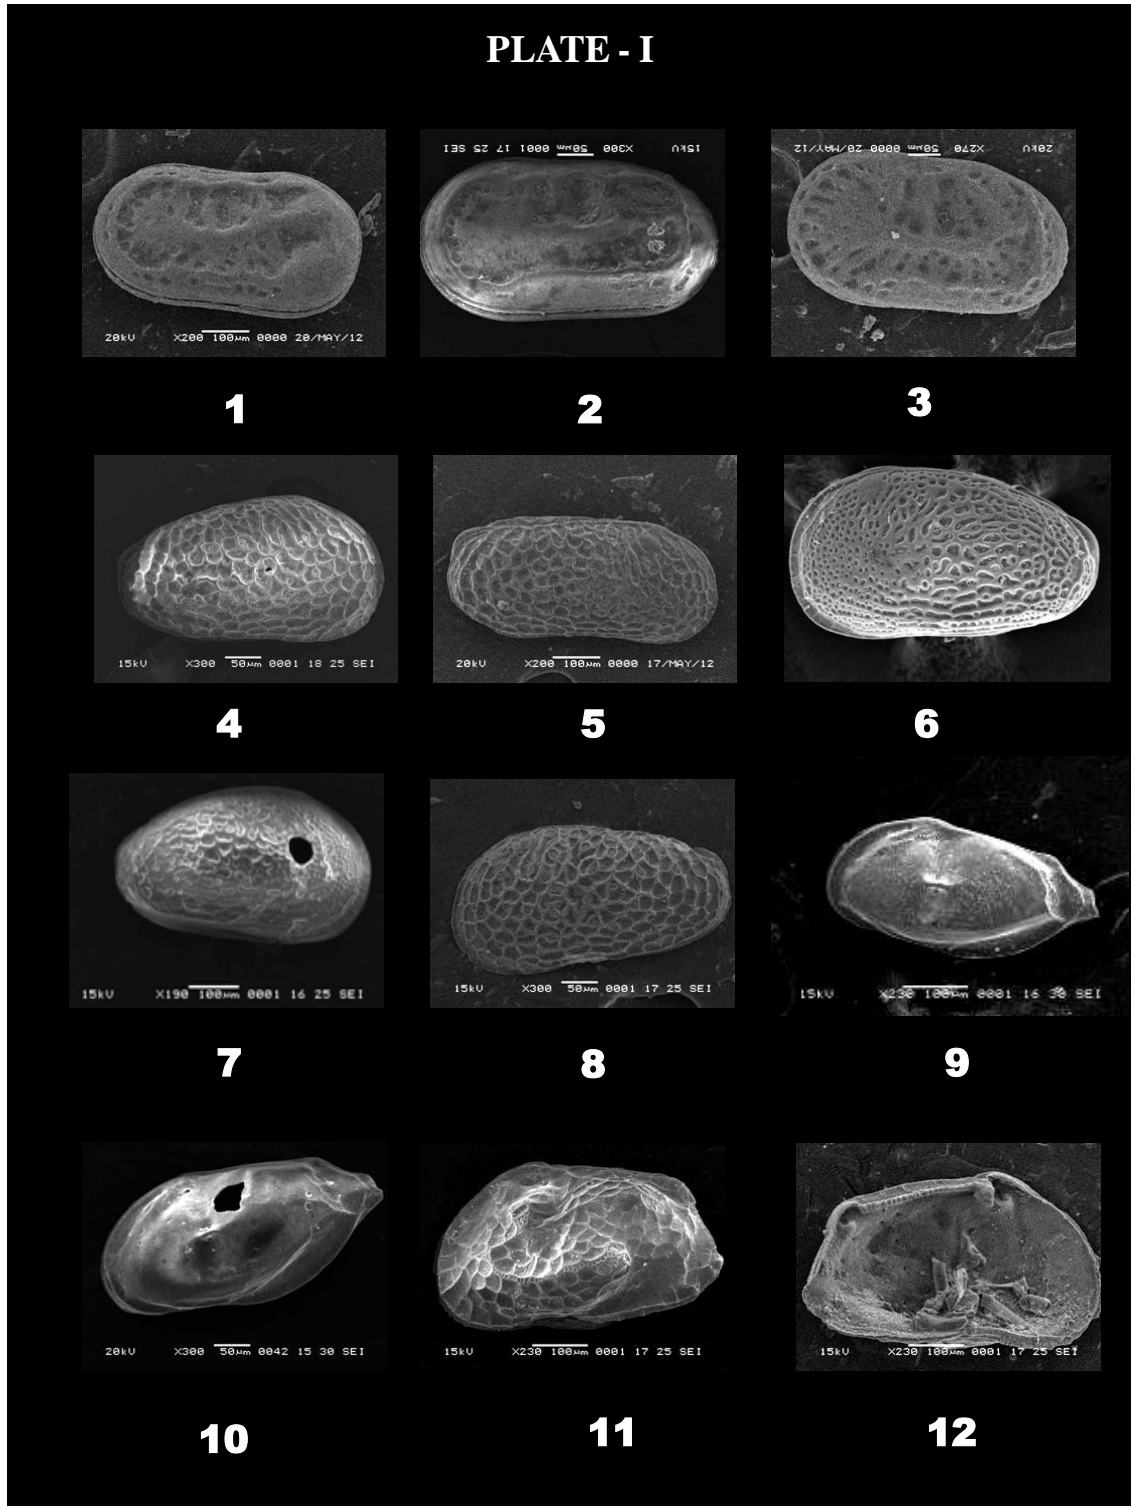 PLATE - I
20kV X200 100µm 0000 20/MAY/12
15kV X300 50µm 0001 17 25 SEI
20kV X270 50µm 0000 20/MAY/12
1
2
3
15kV X300 50µm 0001 18 25 SEI
20kV X200 100µm 0000 17/MAY/12
4
5
6
15kV X190 100µm 0001 16 25 SEI
15kV X300 50µm 0001 17 25 SEI
15kV X230 100µm 0001 16 30 SEI
7
8
9
20kV X300 50µm 0042 15 30 SEI
15kV X230 100µm 0001 17 25 SEI
15kV X230 100µm 0001 17 25 SEI
10
11
12